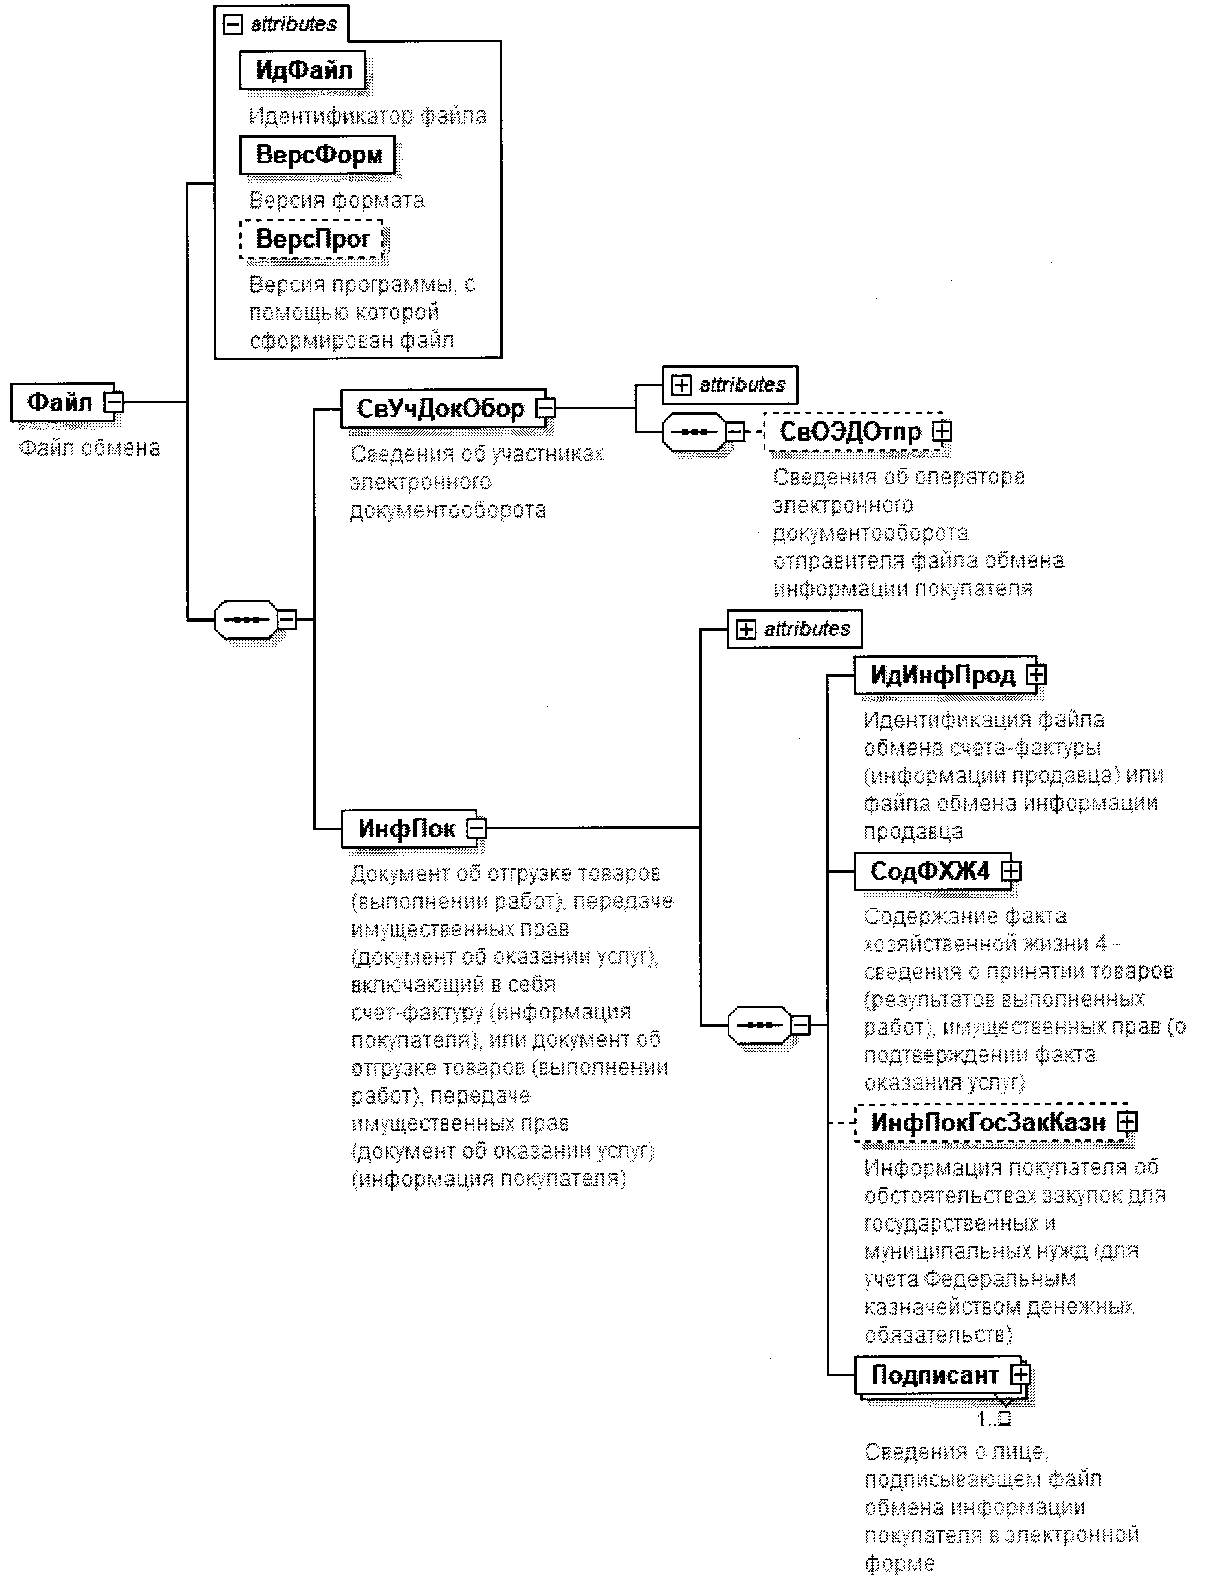 attributes
ИдФайл
Идентификатор файла
ВерсФорм
Версия формата
ВерсПрог
Версия программы, с
помощью которой
сформирован файл
Файл
Файл обмена
СвУчДокОбор
Сведения об участниках
электронного
документооборота
attributes
СвОЭДОтпр
Сведения об операторе
электронного
документооборота
отправителя файла обмена
информации покупателя
ИнфПок
Документ об отгрузке товаров
(выполнении работ), передаче
имущественных прав
(документ об оказании услуг),
включающий в себя
счет-фактуру (информация
покупателя), или документ об
отгрузке товаров (выполнении
работ), передаче
имущественных прав
(документ об оказании услуг)
(информация покупателя)
attributes
ИдИнфПрод
Идентификация файла
обмена счета-фактуры
(информации продавца) или
файла обмена информации
продавца
СодФХЖ4
Содержание факта
хозяйственной жизни 4 -
сведения о принятии товаров
(результатов выполненных
работ), имущественных прав (о
подтверждении факта
оказания услуг)
ИнфПокГосЗакКазн
Информация покупателя об
обстоятельствах закупок для
государственных и
муниципальных нужд (для
учета Федеральным
казначейством денежных
обязательств)
Подписант
1..□
Сведения о лице,
подписывающем файл
обмена информации
покупателя в электронной
форме